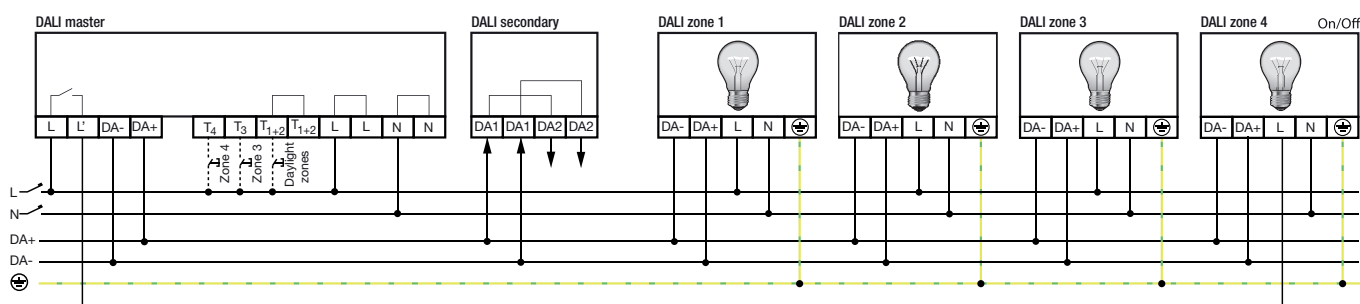 DALI master
DALI secondary
DALI zone 1
DALI zone 2
DALI zone 3
DALI zone 4
On/Off
L L' DA- DA+ T4 T3 T1+2 T1+2 L L N N
DA1 DA1 DA2 DA2
DA- DA+ L N
DA- DA+ L N
DA- DA+ L N
DA- DA+ L N
Zone 4
Zone 3
Daylight
zones
L
N
DA+
DA-